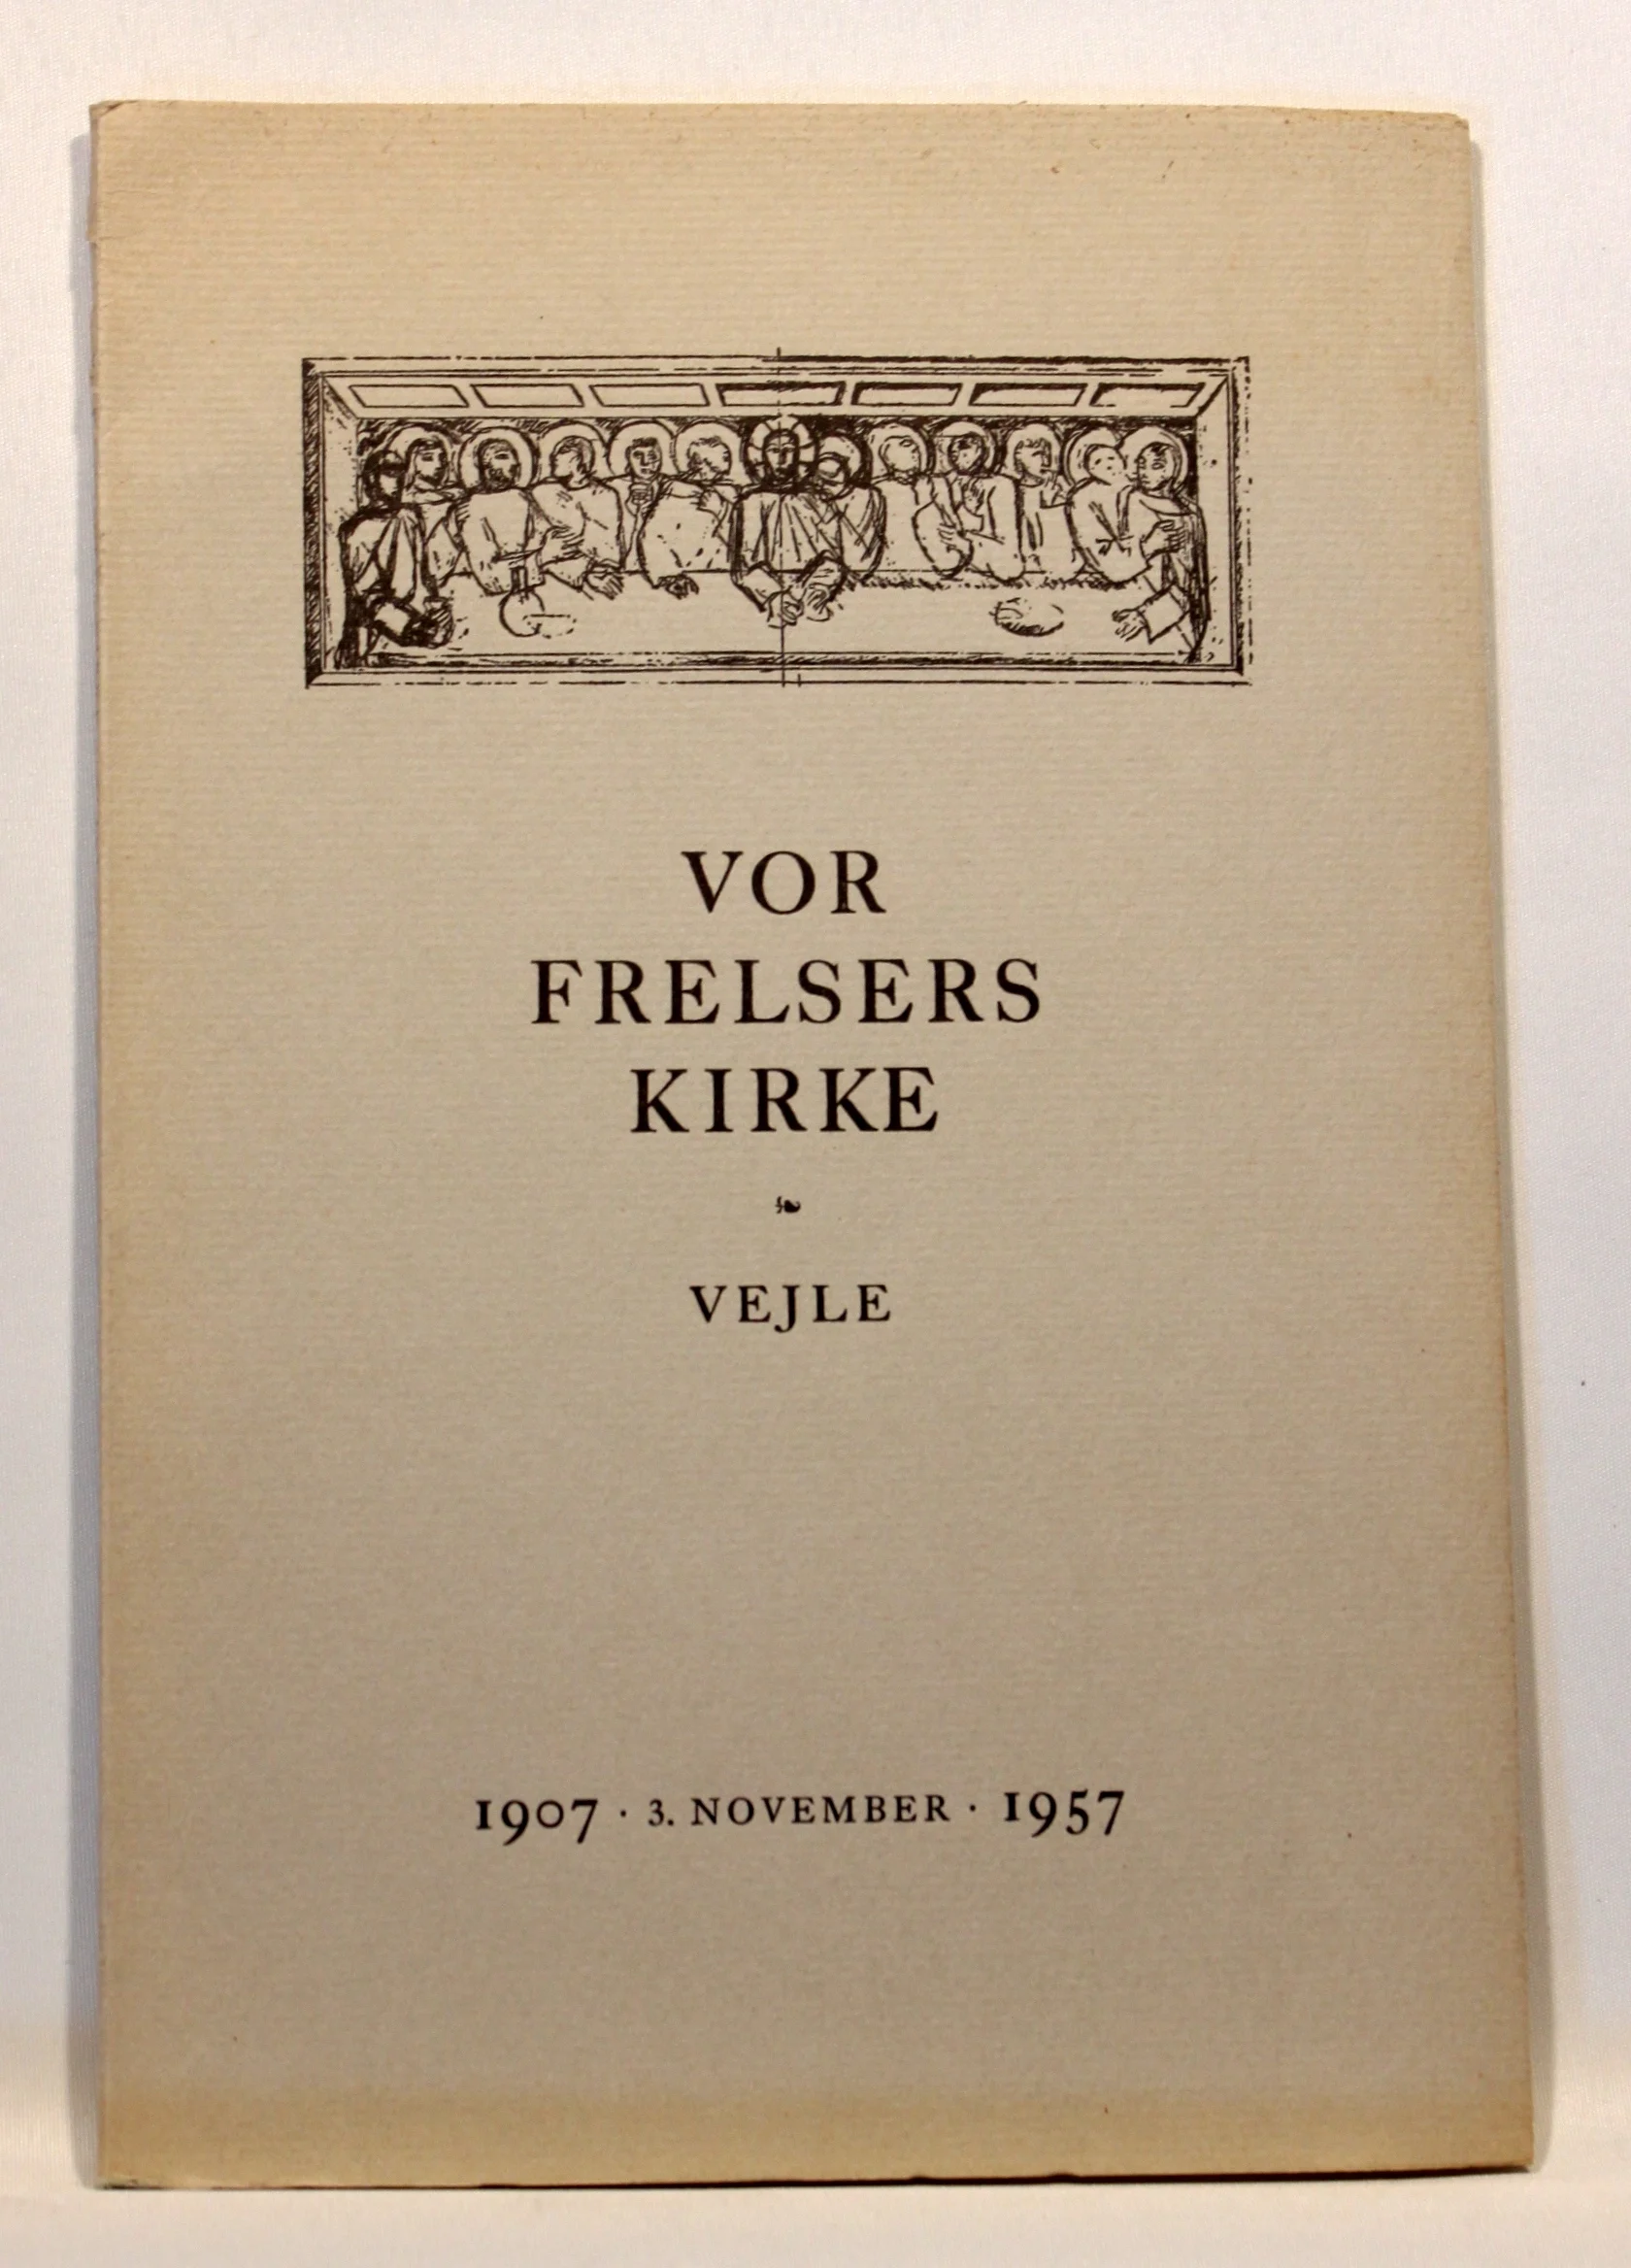 VOR
FRELSERS
KIRKE
VEJLE
1907 · 3. NOVEMBER · 1957